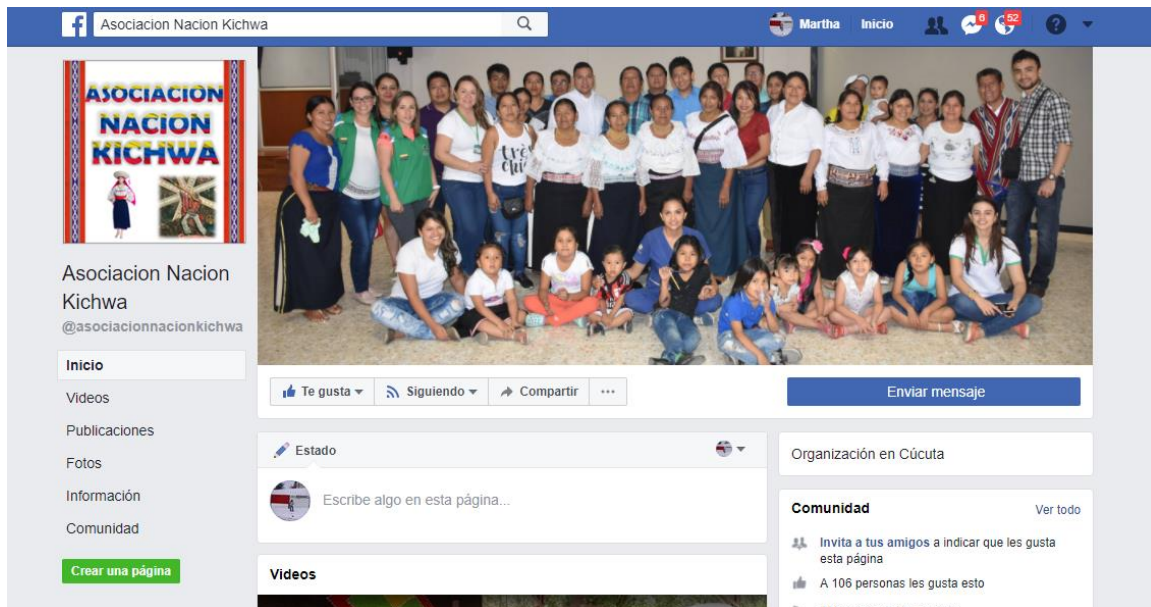 Asociacion Nacion Kichwa
Martha Inicio 6 52
ASOCIACION
NACION
KICHWA
très
chic
Asociacion Nacion
Kichwa
@asociacionnacionkichwa
Inicio
Videos
Publicaciones
Fotos
Información
Comunidad
Crear una página
Te gusta Siguiendo Compartir ...
Enviar mensaje
Estado
Escribe algo en esta página...
Videos
Organización en Cúcuta
Comunidad Ver todo
Invita a tus amigos a indicar que les gusta
esta página
A 106 personas les gusta esto